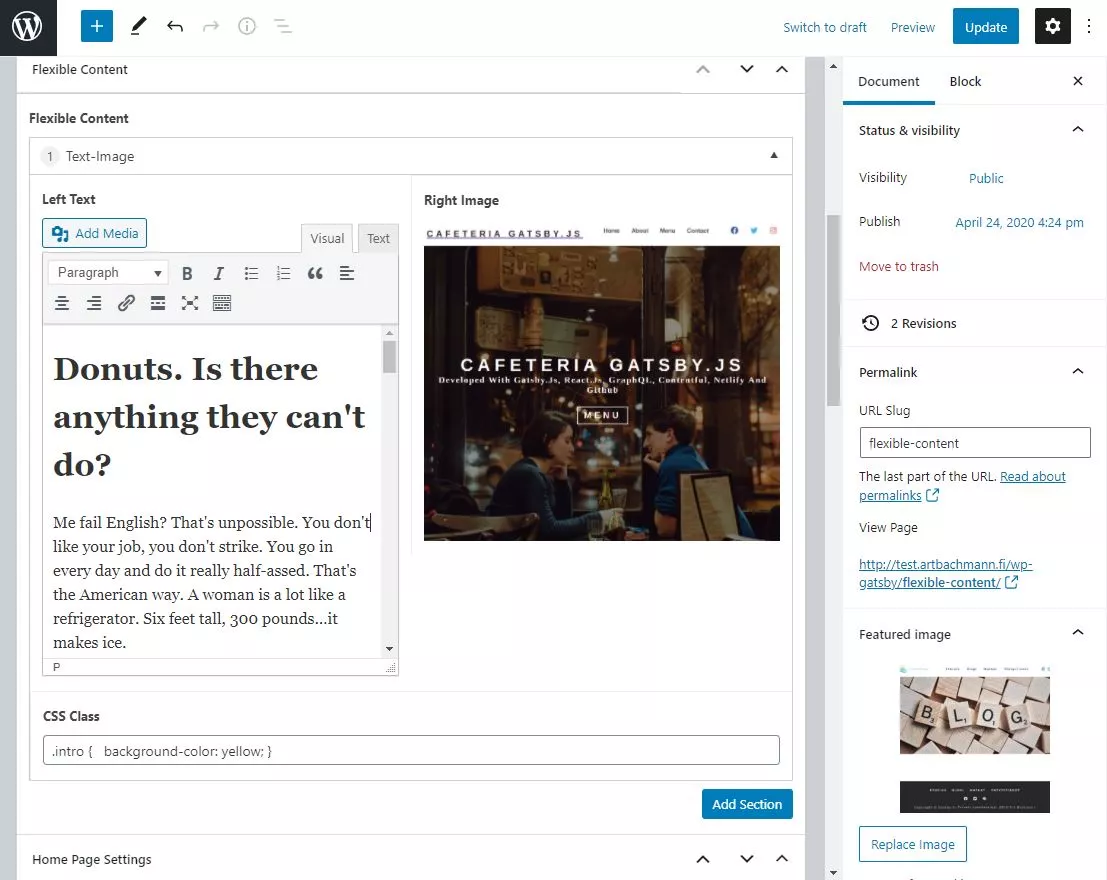 Switch to draft Preview Update
Flexible Content
Flexible Content
1 Text-Image
Left Text
Add Media
Visual Text
Paragraph
Donuts. Is there
anything they can't
do?
Me fail English? That's unpossible. You don't
like your job, you don't strike. You go in
every day and do it really half-assed. That's
the American way. A woman is a lot like a
refrigerator. Six feet tall, 300 pounds...it
makes ice.
P
Right Image
CAFETERIA GATSBY.JS Home About Menu Contact
CAFETERIA GATSBY.JS
Developed With Gatsby.Js, React.Js, GraphQL, Contentful, Netlify And
Github
MENU
CSS Class
.intro {   background-color: yellow; }
Add Section
Home Page Settings
Document Block
Status & visibility
Visibility Public
Publish April 24, 2020 4:24 pm
Move to trash
2 Revisions
Permalink
URL Slug
flexible-content
The last part of the URL. Read about
permalinks
View Page
http://test.artbachmann.fi/wp-
gatsby/flexible-content/
Featured image
BLOG
Replace Image